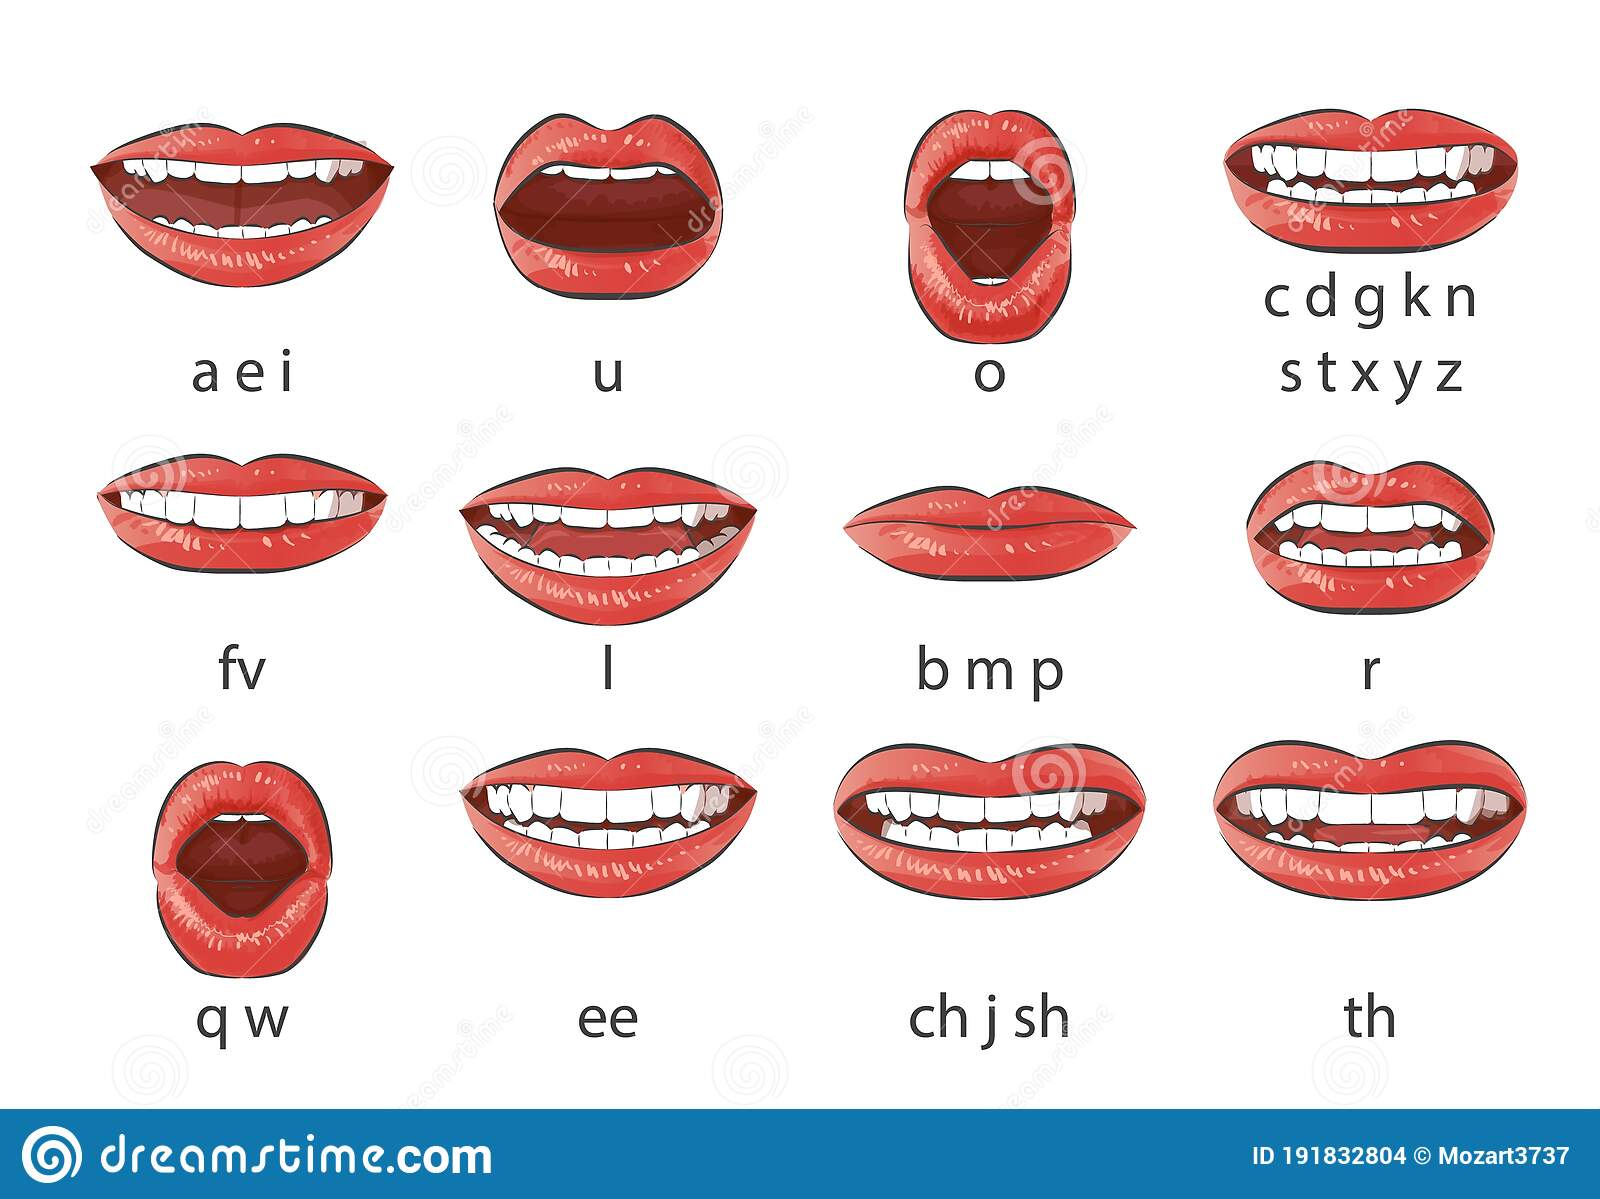 a e i
u
o
c d g k n
s t x y z
fv
l
b m p
r
q w
ee
ch j sh
th
dreamstime.com
ID 191832804 © Mozart3737